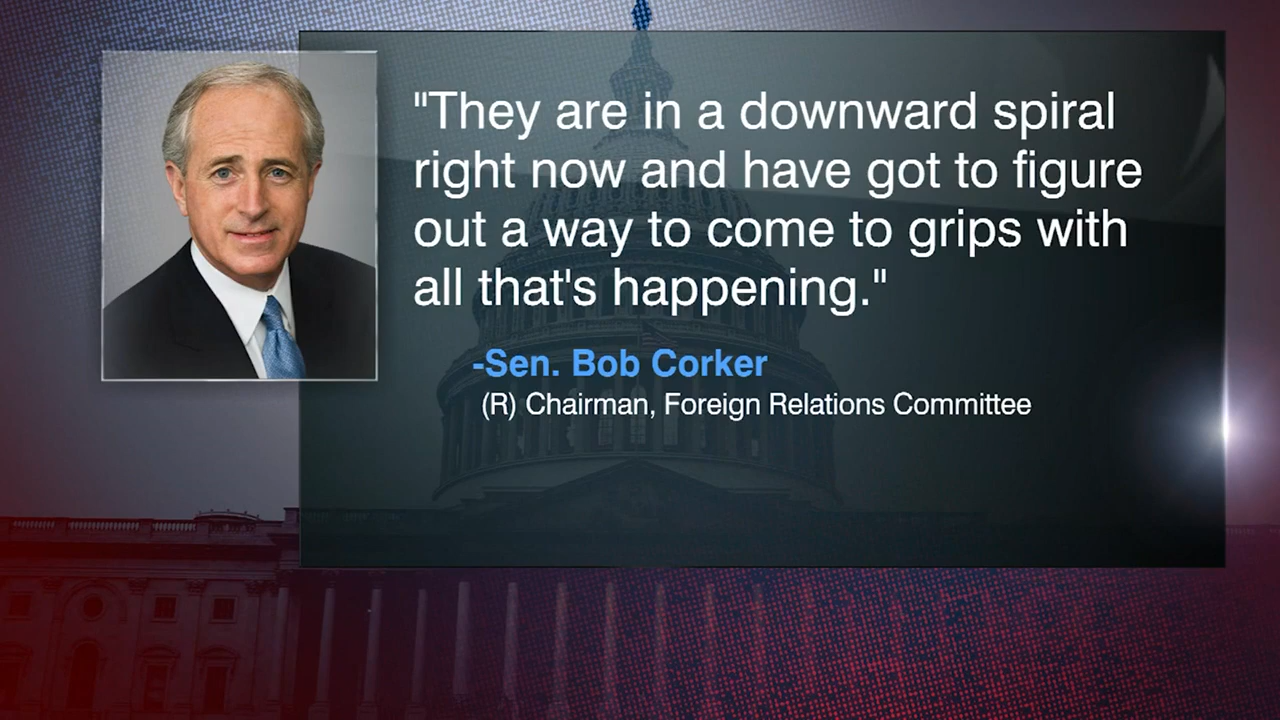 "They are in a downward spiral
right now and have got to figure
out a way to come to grips with
all that's happening."
-Sen. Bob Corker
(R) Chairman, Foreign Relations Committee